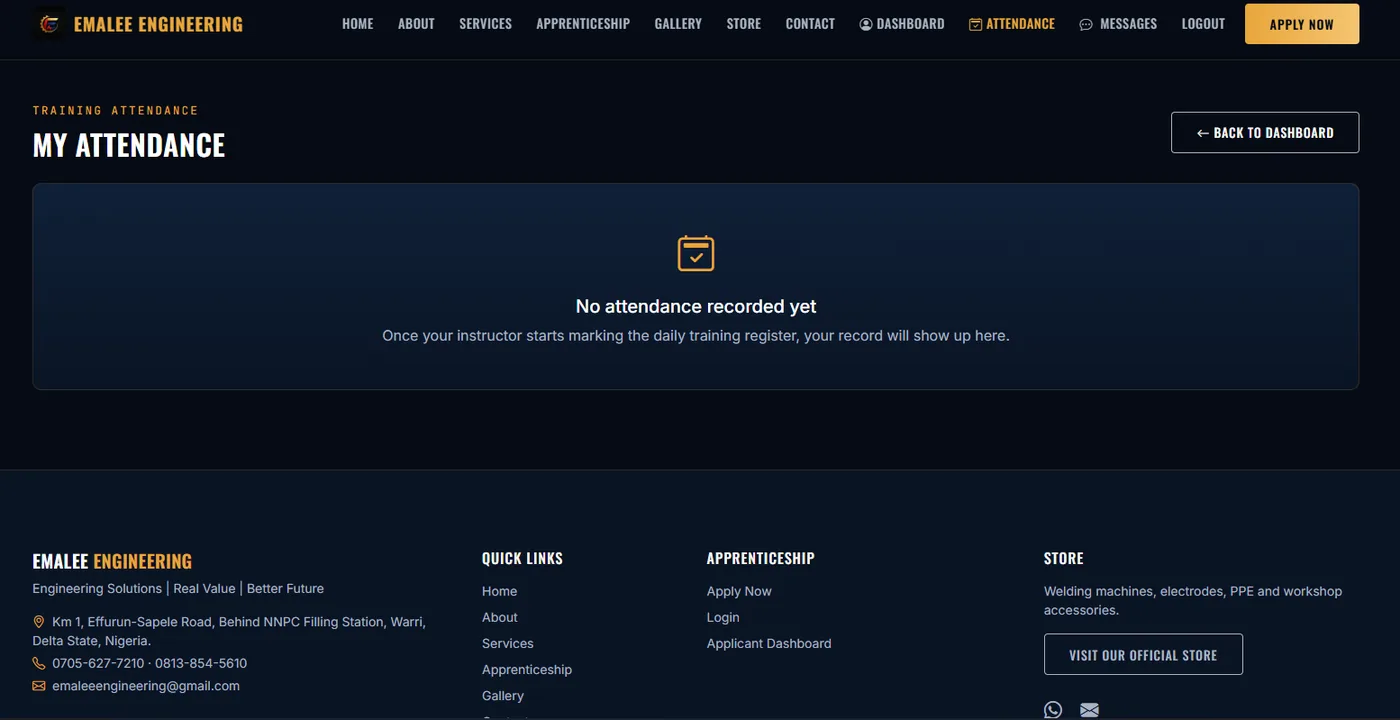 EMALEE ENGINEERING
HOME ABOUT SERVICES APPRENTICESHIP GALLERY STORE CONTACT DASHBOARD ATTENDANCE MESSAGES LOGOUT APPLY NOW
TRAINING ATTENDANCE
MY ATTENDANCE
← BACK TO DASHBOARD
No attendance recorded yet
Once your instructor starts marking the daily training register, your record will show up here.
EMALEE ENGINEERING
Engineering Solutions | Real Value | Better Future
Km 1, Effurun-Sapele Road, Behind NNPC Filling Station, Warri,
Delta State, Nigeria.
0705-627-7210 · 0813-854-5610
emaleeengineering@gmail.com
QUICK LINKS
Home
About
Services
Apprenticeship
Gallery
APPRENTICESHIP
Apply Now
Login
Applicant Dashboard
STORE
Welding machines, electrodes, PPE and workshop
accessories.
VISIT OUR OFFICIAL STORE